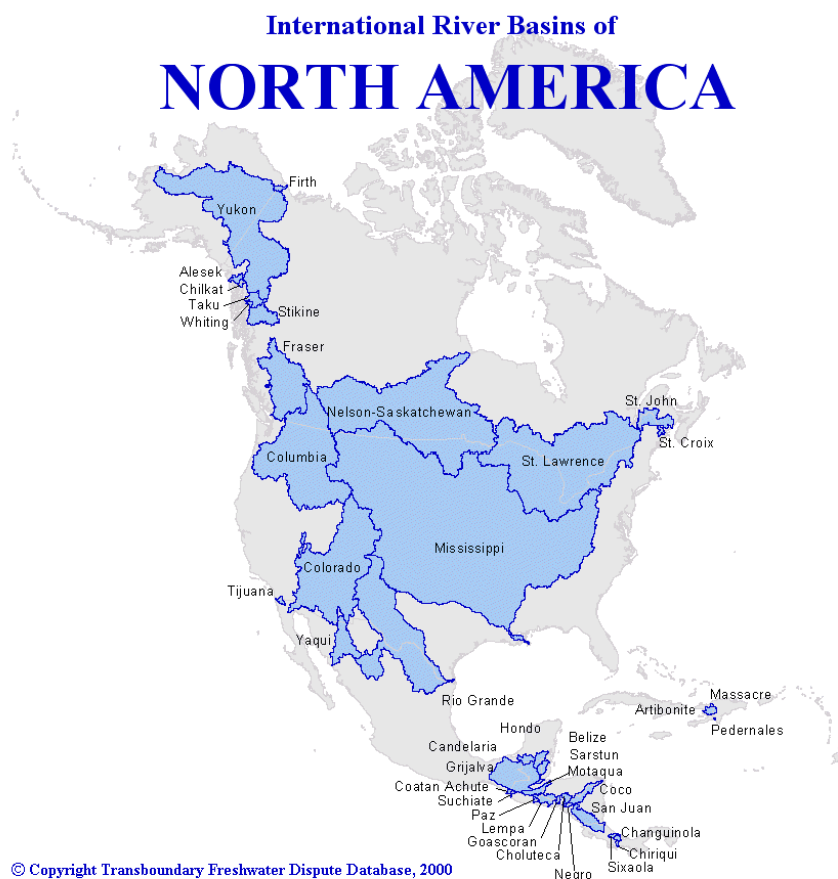 International River Basins of
NORTH AMERICA
Firth
Yukon
Alesek
Chilkat
Taku
Whiting
Stikine
Fraser
Nelson-Saskatchewan
St. John
St. Croix
Columbia
St. Lawrence
Mississippi
Colorado
Tijuana
Yaqui
Rio Grande
Massacre
Artibonite
Pedernales
Hondo
Belize
Candelaria
Sarstun
Grijalva
Motaqua
Coatan Achute
Coco
Suchiate
San Juan
Paz
Lempa
Changuinola
Goascoran
Choluteca
Chiriqui
Sixaola
Negro
© Copyright Transboundary Freshwater Dispute Database, 2000